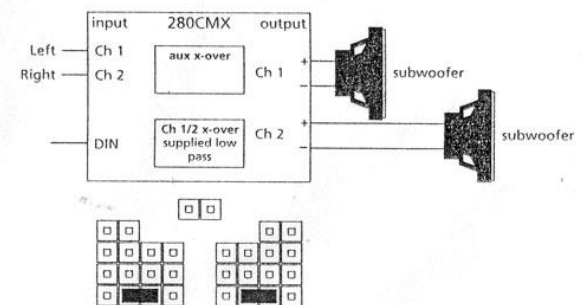 input 280CMX output
Left Ch 1 aux x-over + 
Right Ch 2 Ch 1 subwoofer
−
Ch 1/2 x-over + 
supplied low Ch 2 subwoofer
DIN pass −